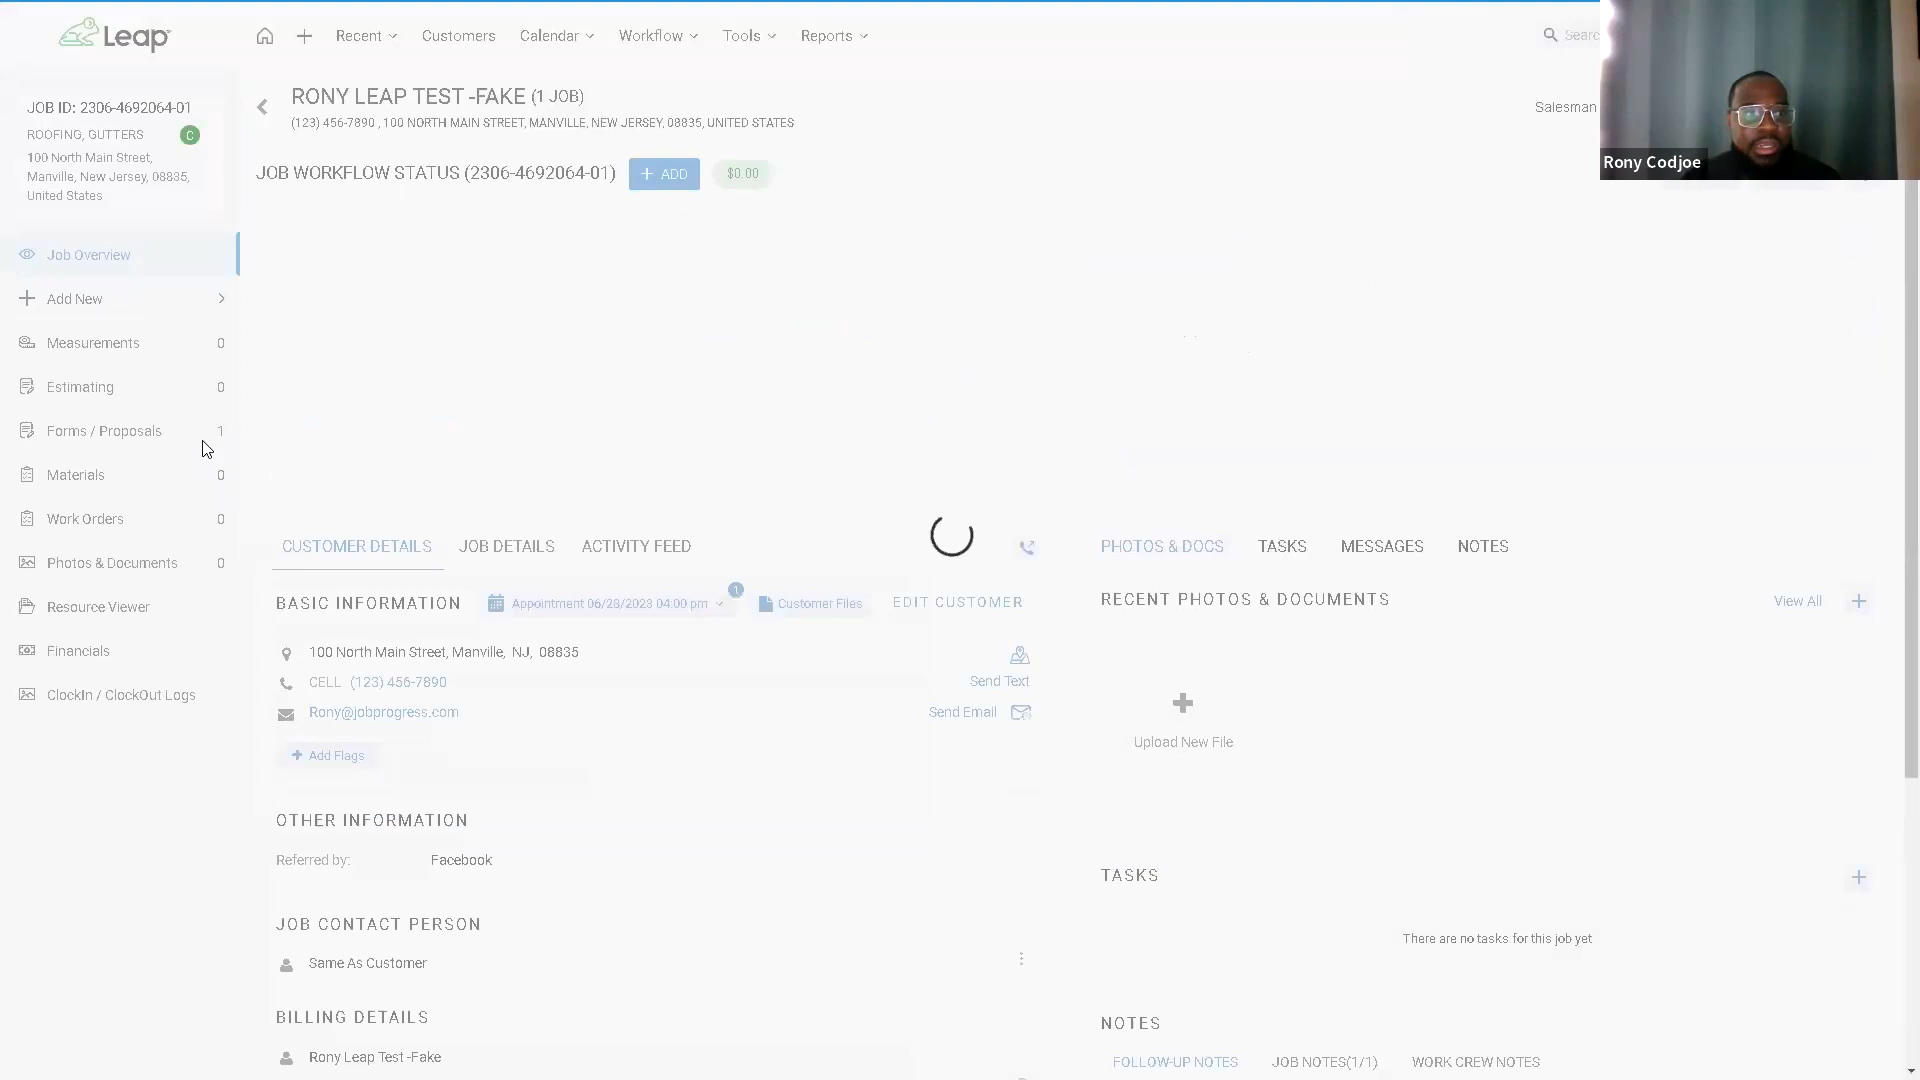 Leap
Recent
Customers
Calendar
Workflow
Tools
Reports
Rony Codjoe
JOB ID: 2306-4692064-01
ROOFING, GUTTERS
C
100 North Main Street,
Manville, New Jersey, 08835,
United States
RONY LEAP TEST -FAKE (1 JOB)
(123) 456-7890 , 100 NORTH MAIN STREET, MANVILLE, NEW JERSEY, 08835, UNITED STATES
Salesman
JOB WORKFLOW STATUS (2306-4692064-01)
+ ADD
$0.00
Job Overview
Add New
Measurements 0
Estimating 0
Forms / Proposals 1
Materials 0
Work Orders 0
Photos & Documents 0
Resource Viewer
Financials
ClockIn / ClockOut Logs
CUSTOMER DETAILS
JOB DETAILS
ACTIVITY FEED
BASIC INFORMATION
Appointment 06/28/2023 04:00 pm
1
Customer Files
EDIT CUSTOMER
100 North Main Street, Manville, NJ, 08835
CELL (123) 456-7890
Send Text
Rony@jobprogress.com
Send Email
+ Add Flags
OTHER INFORMATION
Referred by: Facebook
JOB CONTACT PERSON
Same As Customer
BILLING DETAILS
Rony Leap Test -Fake
PHOTOS & DOCS
TASKS
MESSAGES
NOTES
RECENT PHOTOS & DOCUMENTS
View All
Upload New File
TASKS
There are no tasks for this job yet
NOTES
FOLLOW-UP NOTES
JOB NOTES(1/1)
WORK CREW NOTES